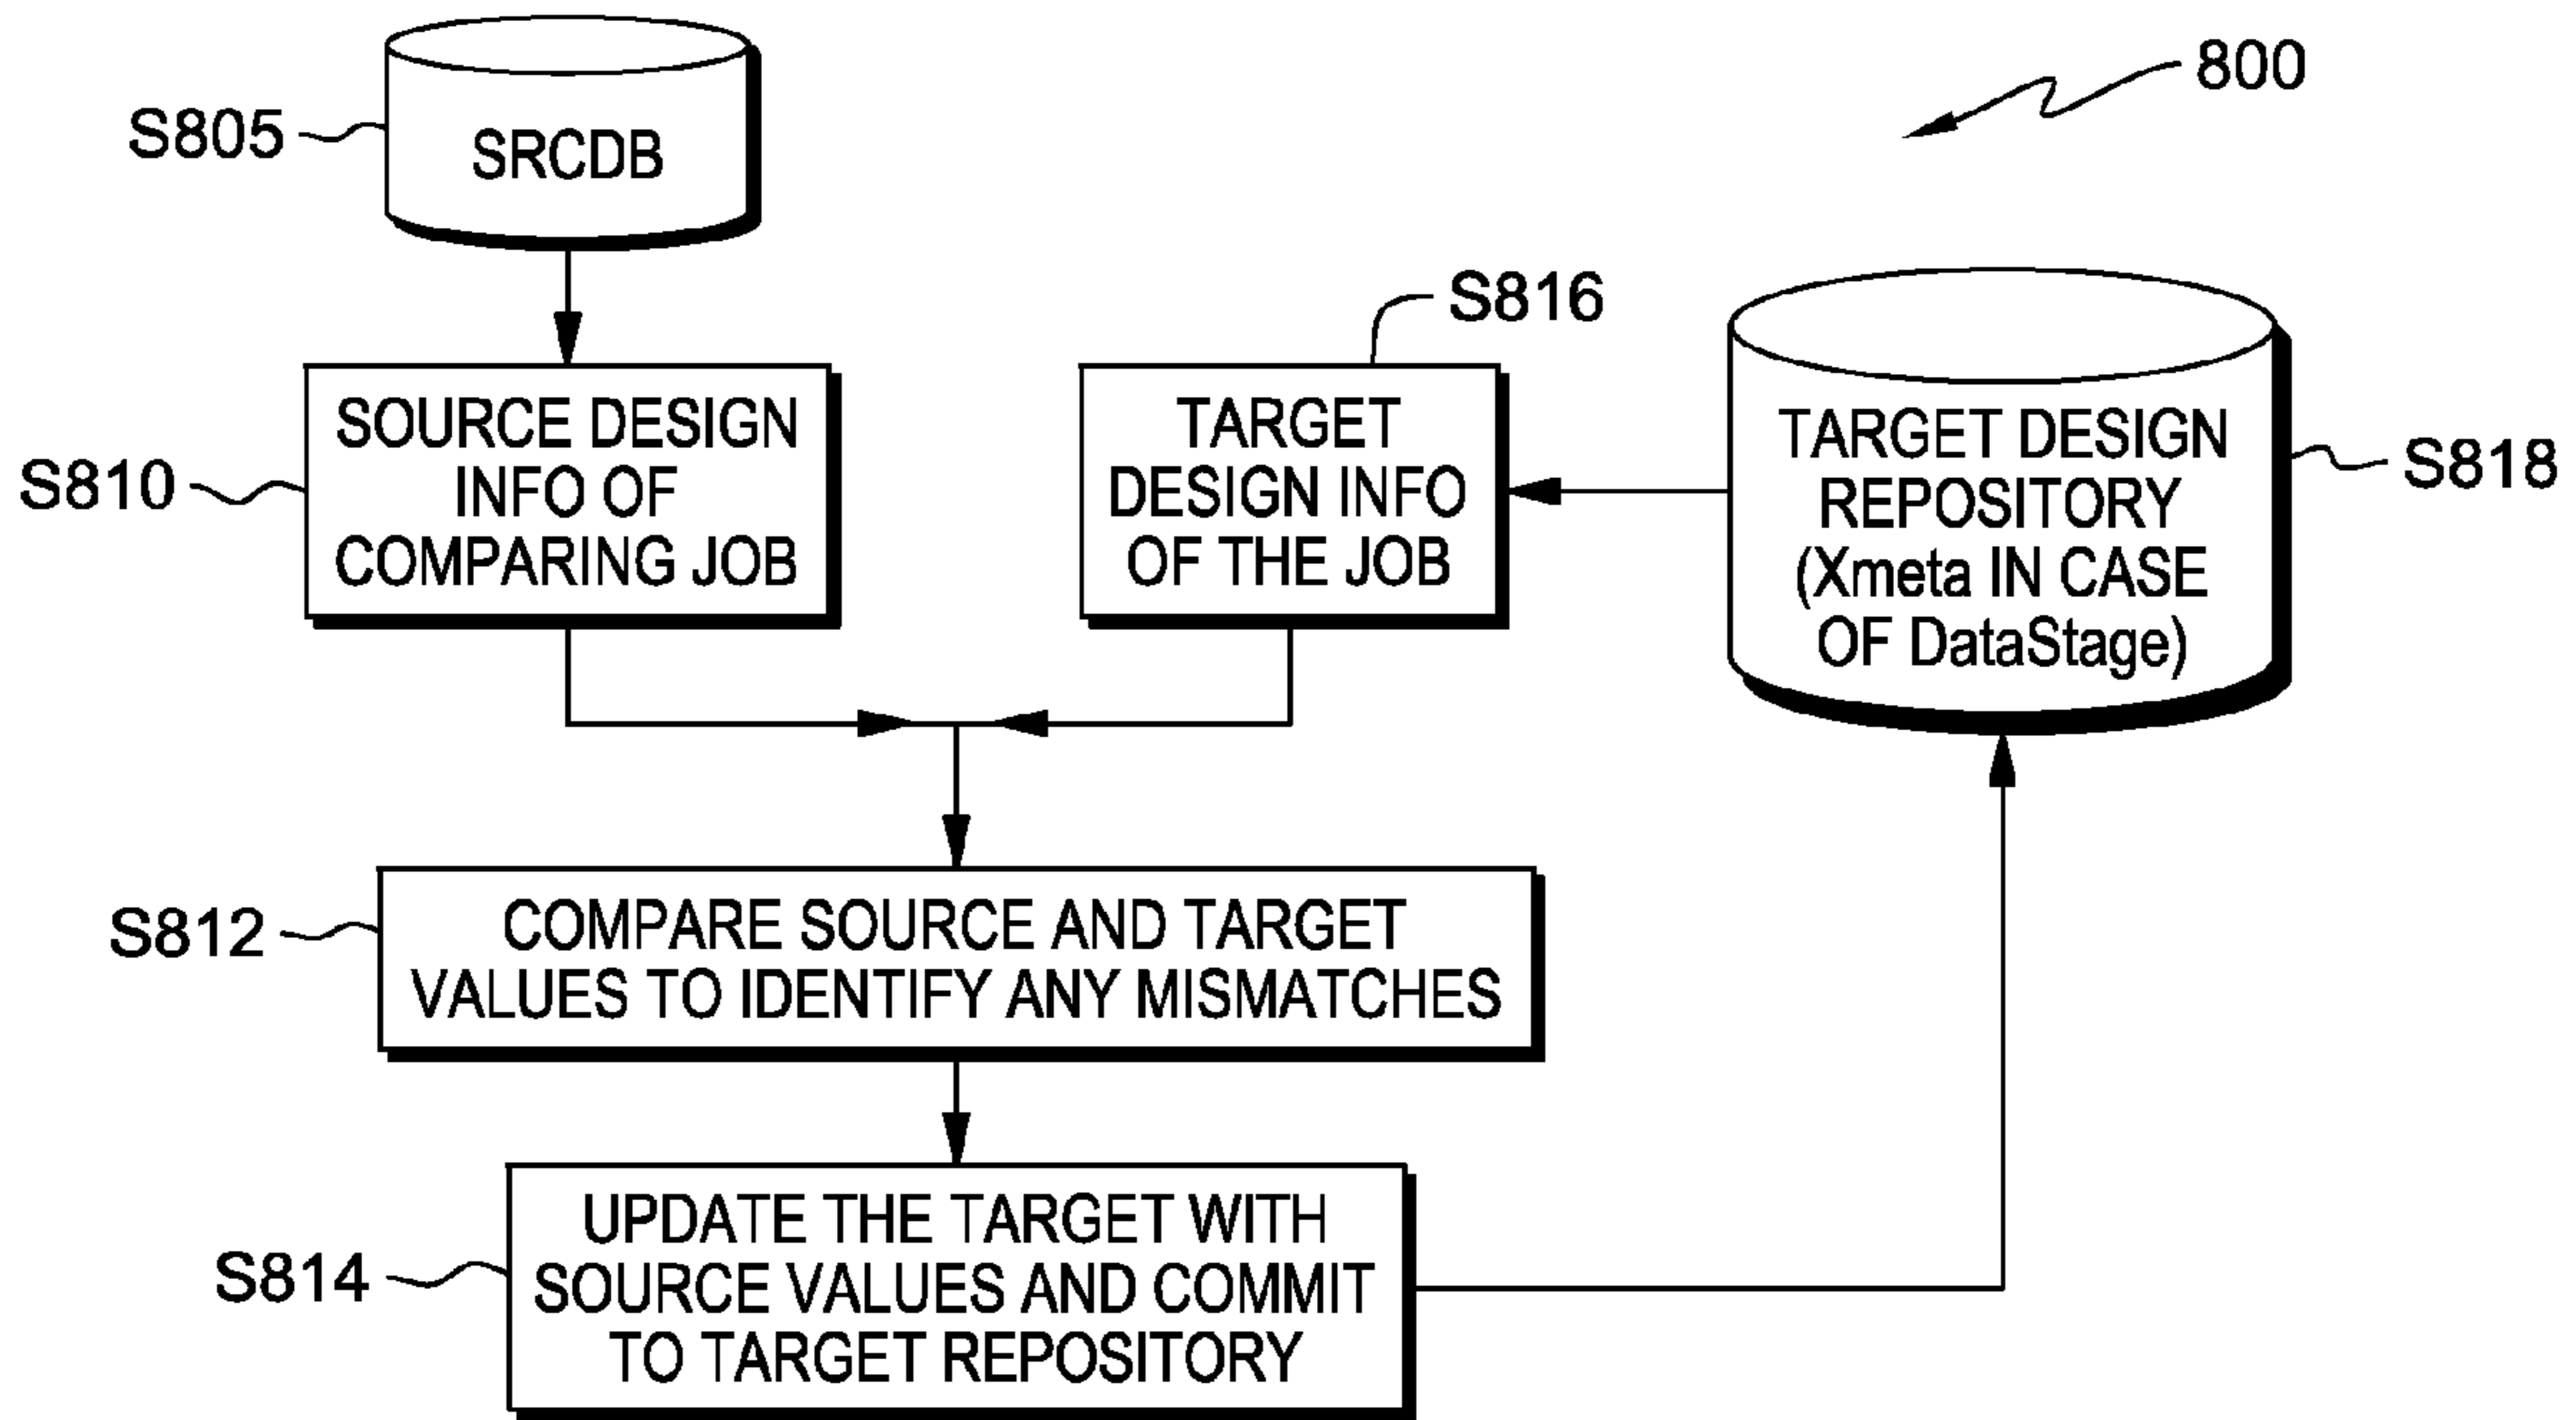 800
S805
SRCDB
S810
SOURCE DESIGN
INFO OF
COMPARING JOB
S816
TARGET
DESIGN INFO
OF THE JOB
TARGET DESIGN
REPOSITORY
(Xmeta IN CASE
OF DataStage)
S818
S812
COMPARE SOURCE AND TARGET
VALUES TO IDENTIFY ANY MISMATCHES
S814
UPDATE THE TARGET WITH
SOURCE VALUES AND COMMIT
TO TARGET REPOSITORY